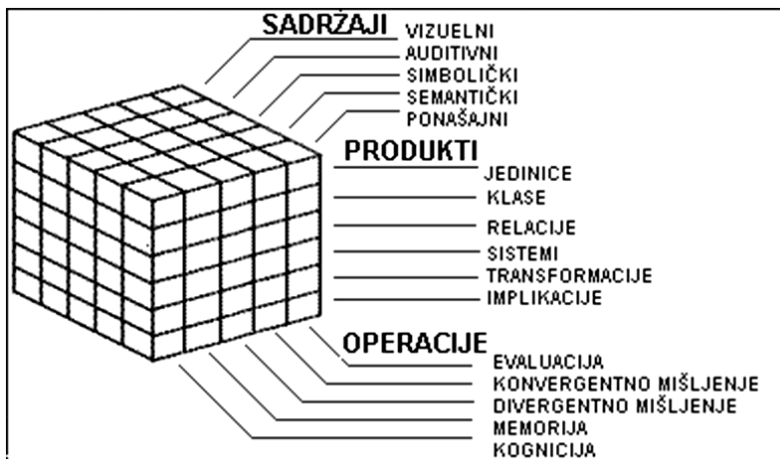 SADRŽAJI
VIZUELNI
AUDITIVNI
SIMBOLIČKI
SEMANTIČKI
PONAŠAJNI
PRODUKTI
JEDINICE
KLASE
RELACIJE
SISTEMI
TRANSFORMACIJE
IMPLIKACIJE
OPERACIJE
EVALUACIJA
KONVERGENTNO MIŠLJENJE
DIVERGENTNO MIŠLJENJE
MEMORIJA
KOGNICIJA